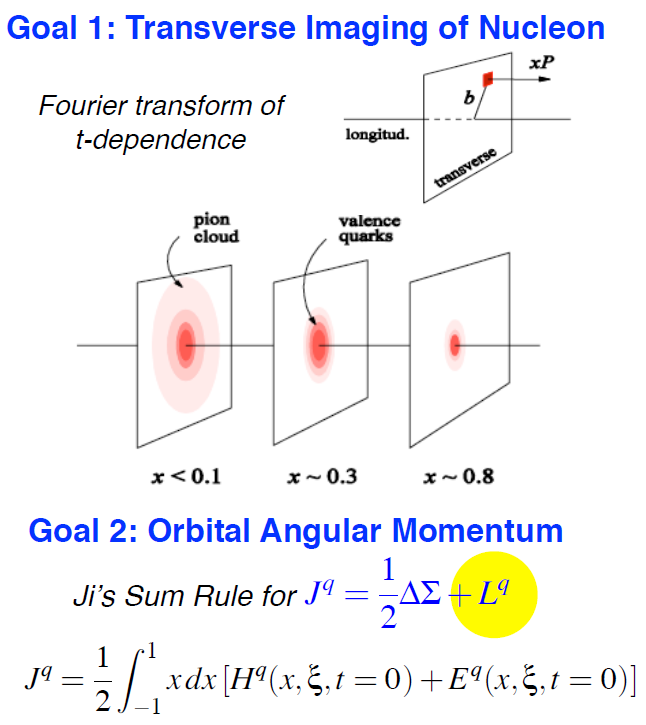 Goal 1: Transverse Imaging of Nucleon
Fourier transform of
t-dependence
xP
b
longitud.
transverse
pion
cloud
valence
quarks
x < 0.1
x ~ 0.3
x ~ 0.8
Goal 2: Orbital Angular Momentum
Ji's Sum Rule for J^q = 1/2 ΔΣ + L^q
J^q = 1/2 ∫_{-1}^{1} x dx [H^q(x, ξ, t = 0) + E^q(x, ξ, t = 0)]